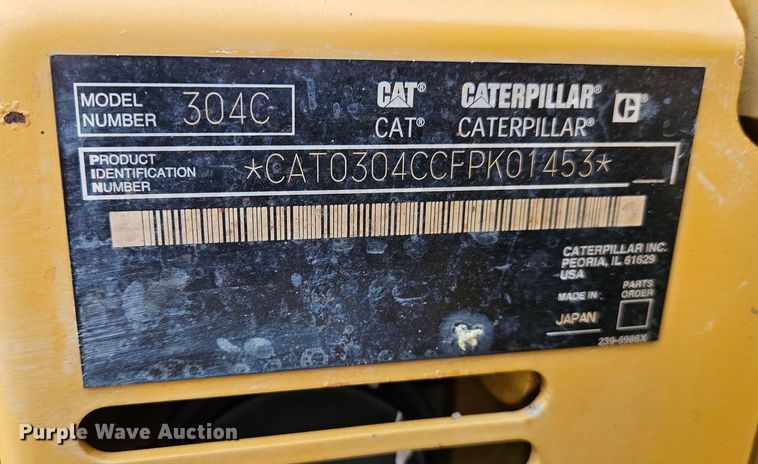 MODEL NUMBER 304C
CAT® CATERPILLAR® C®
CAT® CATERPILLAR®
PRODUCT IDENTIFICATION NUMBER *CAT0304CCFPK01453*
CATERPILLAR INC.
PEORIA, IL 61629
USA
MADE IN
JAPAN
PARTS ORDER
239-5986X
Purple Wave Auction